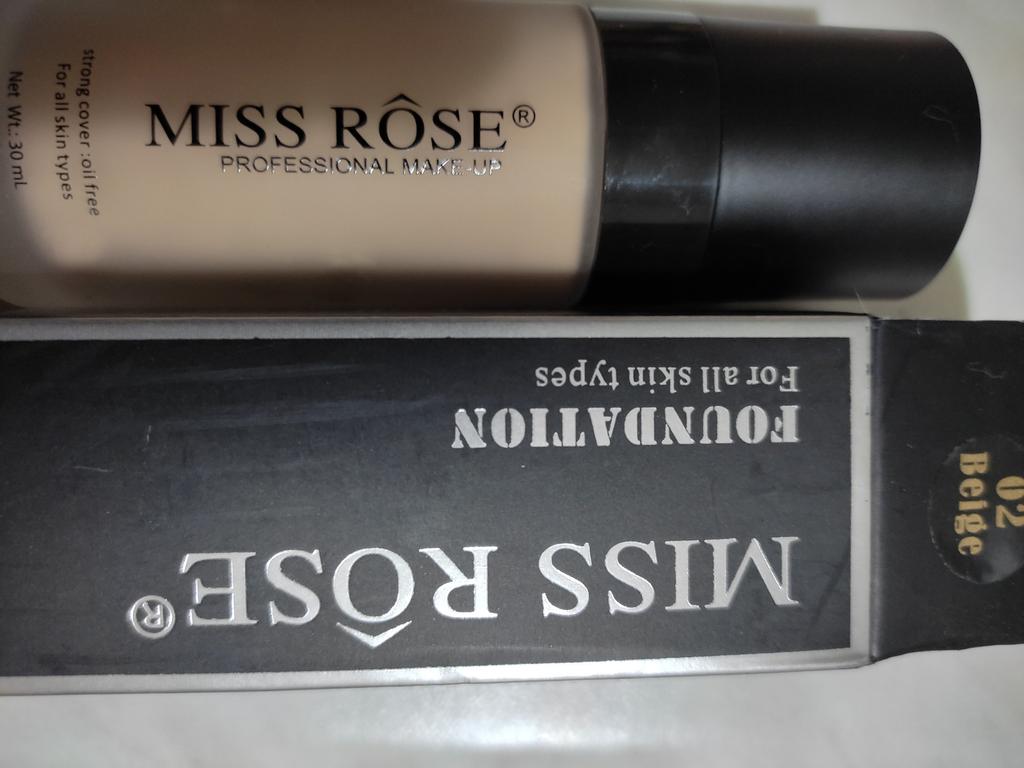 MISS RÔSE®
PROFESSIONAL MAKE-UP
strong cover :oil free
For all skin types
Net Wt.: 30 mL
MISS RÔSE®
FOUNDATION
For all skin types
02
Beige